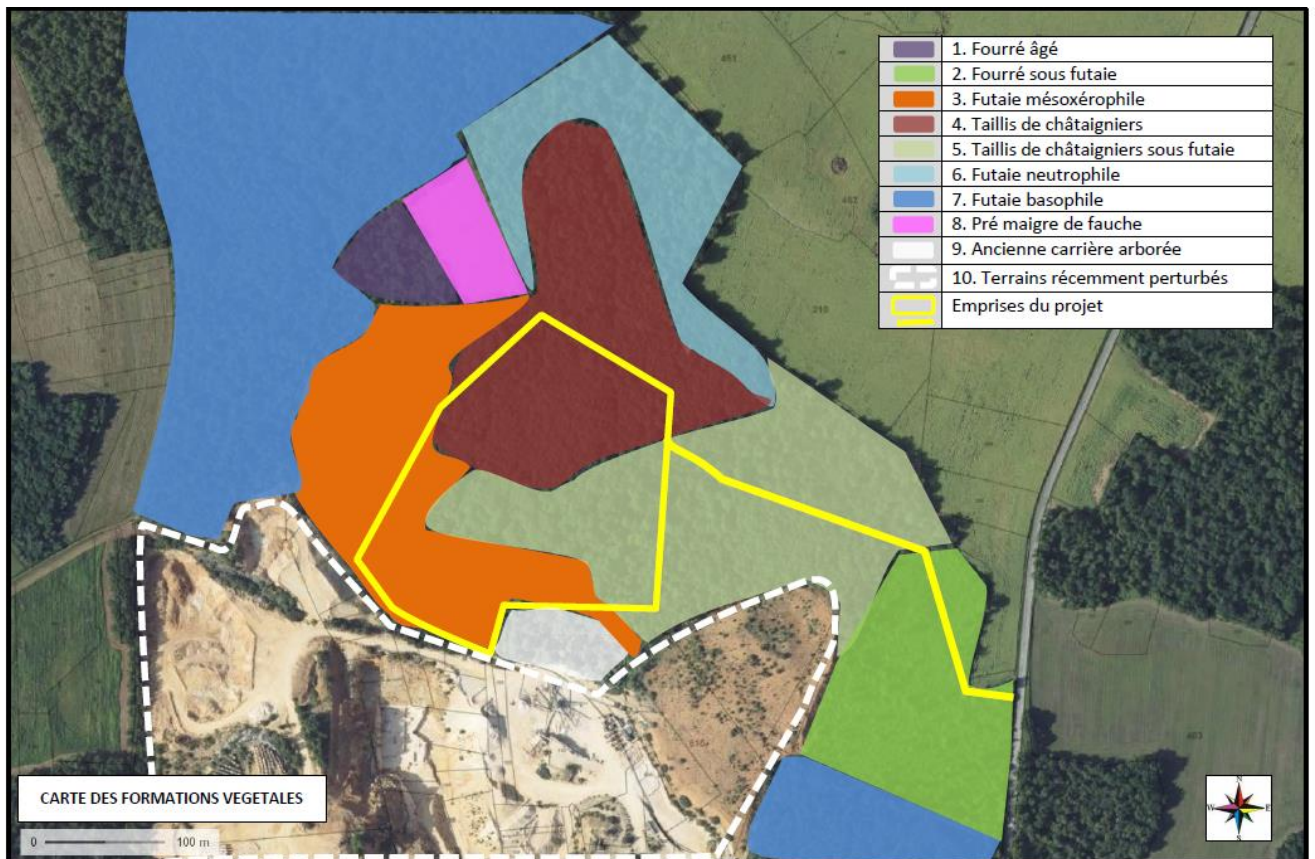 1. Fourré âgé
2. Fourré sous futaie
3. Futaie mésoxérophile
4. Taillis de châtaigniers
5. Taillis de châtaigniers sous futaie
6. Futaie neutrophile
7. Futaie basophile
8. Pré maigre de fauche
9. Ancienne carrière arborée
10. Terrains récemment perturbés
Emprises du projet
CARTE DES FORMATIONS VEGETALES
0 100 m
N
W E
S